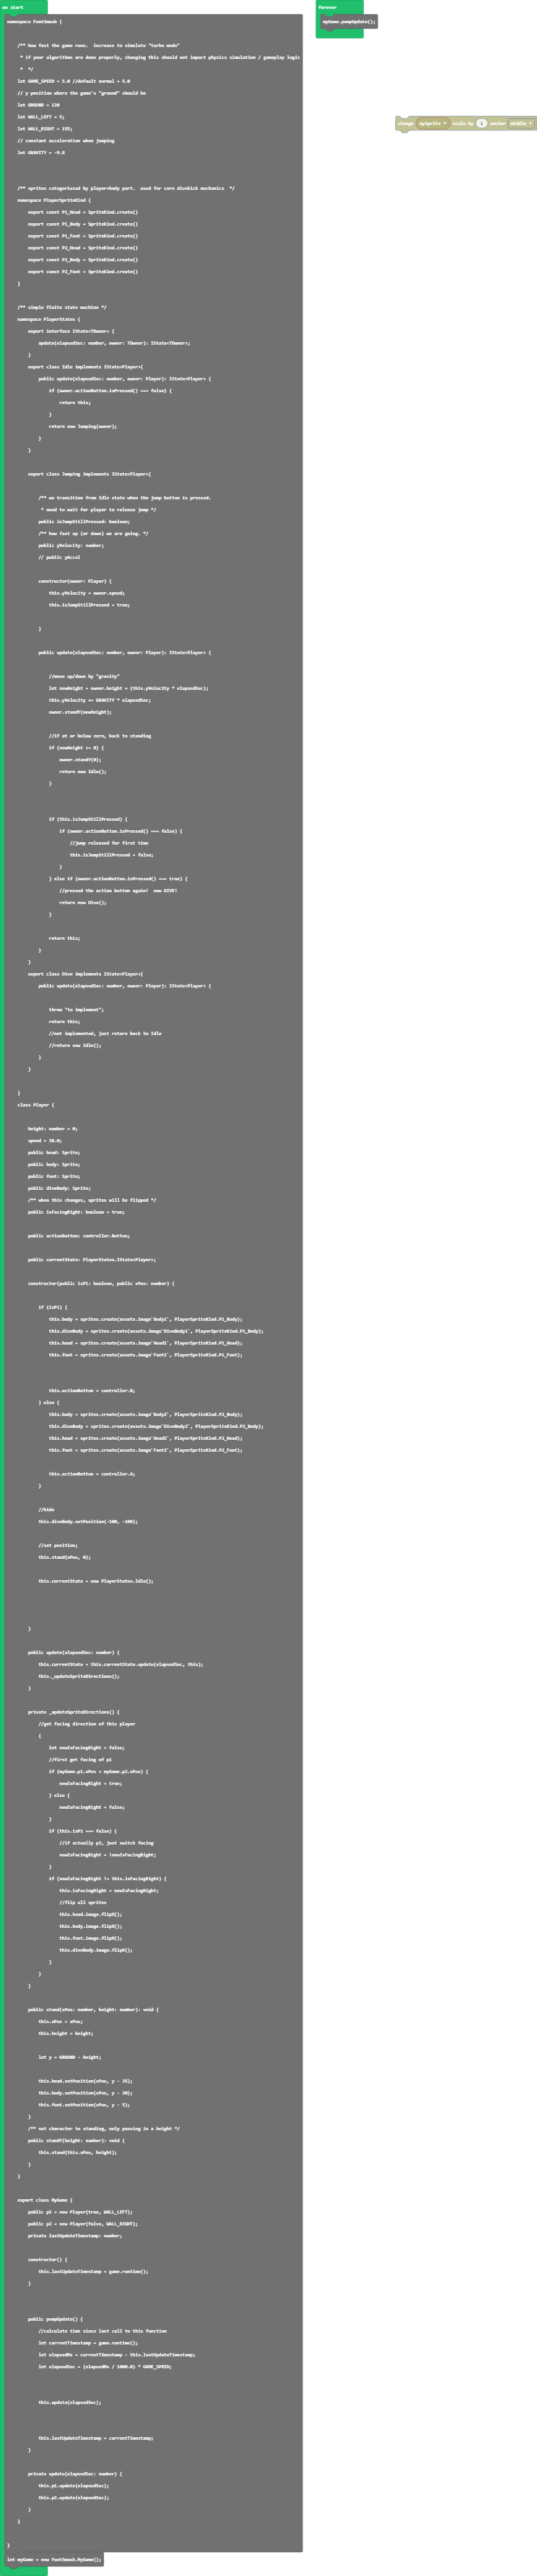 on start
namespace FootSmash {
/** how fast the game runs.  increase to simulate "turbo mode"
* if your algorithms are done properly, changing this should not impact physics simulation / gameplay logic
*  */
let GAME_SPEED = 5.0 //default normal = 5.0
// y position where the game's "ground" should be
let GROUND = 120
let WALL_LEFT = 5;
let WALL_RIGHT = 155;
// constant acceleration when jumping
let GRAVITY = -9.8
/** sprites categorized by player+body part.  used for core divekick mechanics  */
namespace PlayerSpriteKind {
export const P1_Head = SpriteKind.create()
export const P1_Body = SpriteKind.create()
export const P1_Foot = SpriteKind.create()
export const P2_Head = SpriteKind.create()
export const P2_Body = SpriteKind.create()
export const P2_Foot = SpriteKind.create()
}
/** simple finite state machine */
namespace PlayerStates {
export interface IState<TOwner> {
update(elapsedSec: number, owner: TOwner): IState<TOwner>;
}
export class Idle implements IState<Player>{
public update(elapsedSec: number, owner: Player): IState<Player> {
if (owner.actionButton.isPressed() === false) {
return this;
}
return new Jumping(owner);
}
}
export class Jumping implements IState<Player>{
/** we transition from Idle state when the jump button is pressed.
* need to wait for player to release jump */
public isJumpStillPressed: boolean;
/** how fast up (or down) we are going. */
public yVelocity: number;
// public yAccel
constructor(owner: Player) {
this.yVelocity = owner.speed;
this.isJumpStillPressed = true;
}
public update(elapsedSec: number, owner: Player): IState<Player> {
//move up/down by "gravity"
let newHeight = owner.height + (this.yVelocity * elapsedSec);
this.yVelocity += GRAVITY * elapsedSec;
owner.standY(newHeight);
//if at or below zero, back to standing
if (newHeight <= 0) {
owner.standY(0);
return new Idle();
}
if (this.isJumpStillPressed) {
if (owner.actionButton.isPressed() === false) {
//jump released for first time
this.isJumpStillPressed = false;
}
} else if (owner.actionButton.isPressed() === true) {
//pressed the action button again!  now DIVE!
return new Dive();
}
return this;
}
}
export class Dive implements IState<Player>{
public update(elapsedSec: number, owner: Player): IState<Player> {
throw "to implement";
return this;
//not implemented, just return back to Idle
//return new Idle();
}
}
}
class Player {
height: number = 0;
speed = 30.0;
public head: Sprite;
public body: Sprite;
public foot: Sprite;
public diveBody: Sprite;
/** when this changes, sprites will be flipped */
public isFacingRight: boolean = true;
public actionButton: controller.Button;
public currentState: PlayerStates.IState<Player>;
constructor(public isP1: boolean, public xPos: number) {
if (isP1) {
this.body = sprites.create(assets.image`Body1`, PlayerSpriteKind.P1_Body);
this.diveBody = sprites.create(assets.image`DiveBody1`, PlayerSpriteKind.P1_Body);
this.head = sprites.create(assets.image`Head1`, PlayerSpriteKind.P1_Head);
this.foot = sprites.create(assets.image`Foot1`, PlayerSpriteKind.P1_Foot);
this.actionButton = controller.B;
} else {
this.body = sprites.create(assets.image`Body2`, PlayerSpriteKind.P2_Body);
this.diveBody = sprites.create(assets.image`DiveBody2`, PlayerSpriteKind.P2_Body);
this.head = sprites.create(assets.image`Head2`, PlayerSpriteKind.P2_Head);
this.foot = sprites.create(assets.image`Foot2`, PlayerSpriteKind.P2_Foot);
this.actionButton = controller.A;
}
//hide
this.diveBody.setPosition(-100, -100);
//set position;
this.stand(xPos, 0);
this.currentState = new PlayerStates.Idle();
}
public update(elapsedSec: number) {
this.currentState = this.currentState.update(elapsedSec, this);
this._updateSpriteDirections();
}
private _updateSpriteDirections() {
//get facing direction of this player
{
let newIsFacingRight = false;
//first get facing of p1
if (myGame.p1.xPos < myGame.p2.xPos) {
newIsFacingRight = true;
} else {
newIsFacingRight = false;
}
if (this.isP1 === false) {
//if actually p2, just switch facing
newIsFacingRight = !newIsFacingRight;
}
if (newIsFacingRight != this.isFacingRight) {
this.isFacingRight = newIsFacingRight;
//flip all sprites
this.head.image.flipX();
this.body.image.flipX();
this.foot.image.flipX();
this.diveBody.image.flipX();
}
}
}
public stand(xPos: number, height: number): void {
this.xPos = xPos;
this.height = height;
let y = GROUND - height;
this.head.setPosition(xPos, y - 35);
this.body.setPosition(xPos, y - 20);
this.foot.setPosition(xPos, y - 5);
}
/** set character to standing, only passing in a height */
public standY(height: number): void {
this.stand(this.xPos, height);
}
}
export class MyGame {
public p1 = new Player(true, WALL_LEFT);
public p2 = new Player(false, WALL_RIGHT);
private lastUpdateTimestamp: number;
constructor() {
this.lastUpdateTimestamp = game.runtime();
}
public pumpUpdate() {
//calculate time since last call to this function
let currentTimestamp = game.runtime();
let elapsedMs = currentTimestamp - this.lastUpdateTimestamp;
let elapsedSec = (elapsedMs / 1000.0) * GAME_SPEED;
this.update(elapsedSec);
this.lastUpdateTimestamp = currentTimestamp;
}
private update(elapsedSec: number) {
this.p1.update(elapsedSec);
this.p2.update(elapsedSec);
}
}
}
let myGame = new FootSmash.MyGame();
forever
myGame.pumpUpdate();
change mySprite scale by 1 anchor middle